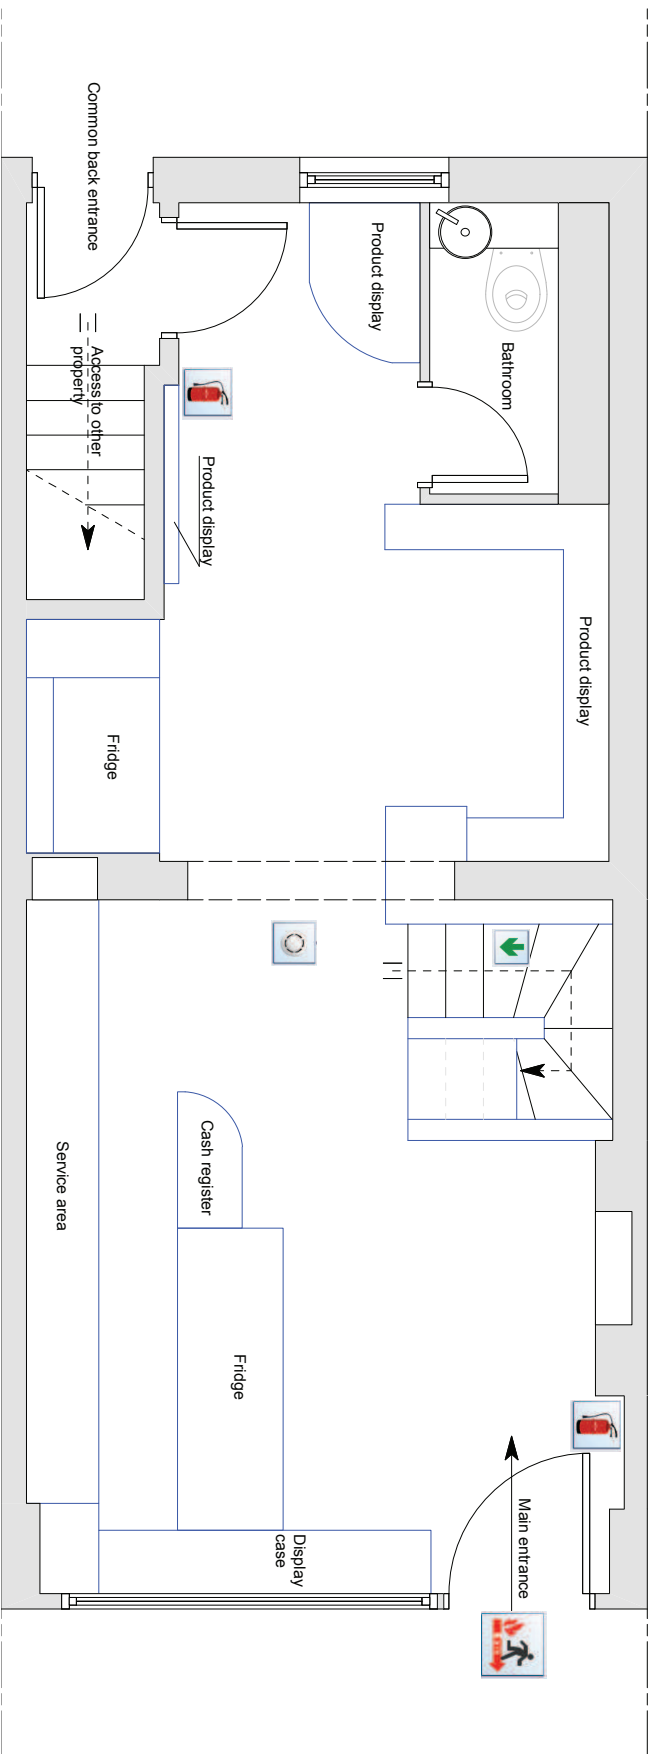 Common back entrance
Access to other
property
Product display
Bathroom
Product display
Product display
Fridge
Service area
Cash register
Fridge
Display
case
Main entrance